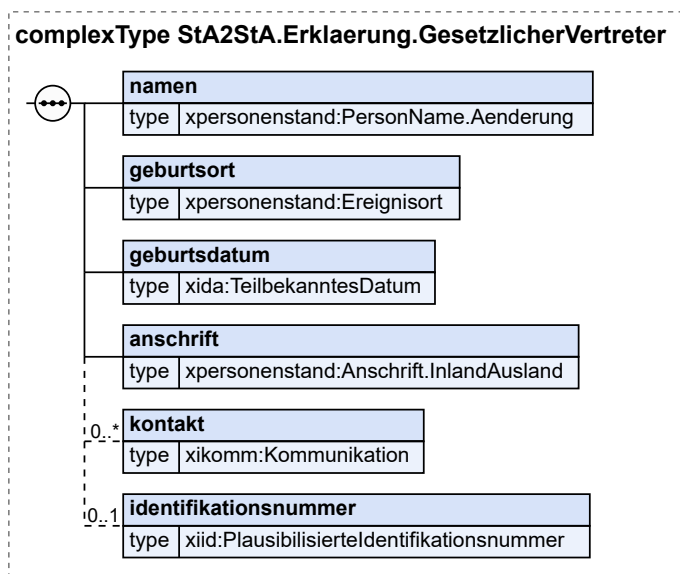 complexType StA2StA.Erklaerung.GesetzlicherVertreter
namen
type xpersonenstand:PersonName.Aenderung
geburtsort
type xpersonenstand:Ereignisort
geburtsdatum
type xida:TeilbekanntesDatum
anschrift
type xpersonenstand:Anschrift.InlandAusland
0..* kontakt
type xikomm:Kommunikation
0..1 identifikationsnummer
type xiid:PlausibilisierteIdentifikationsnummer